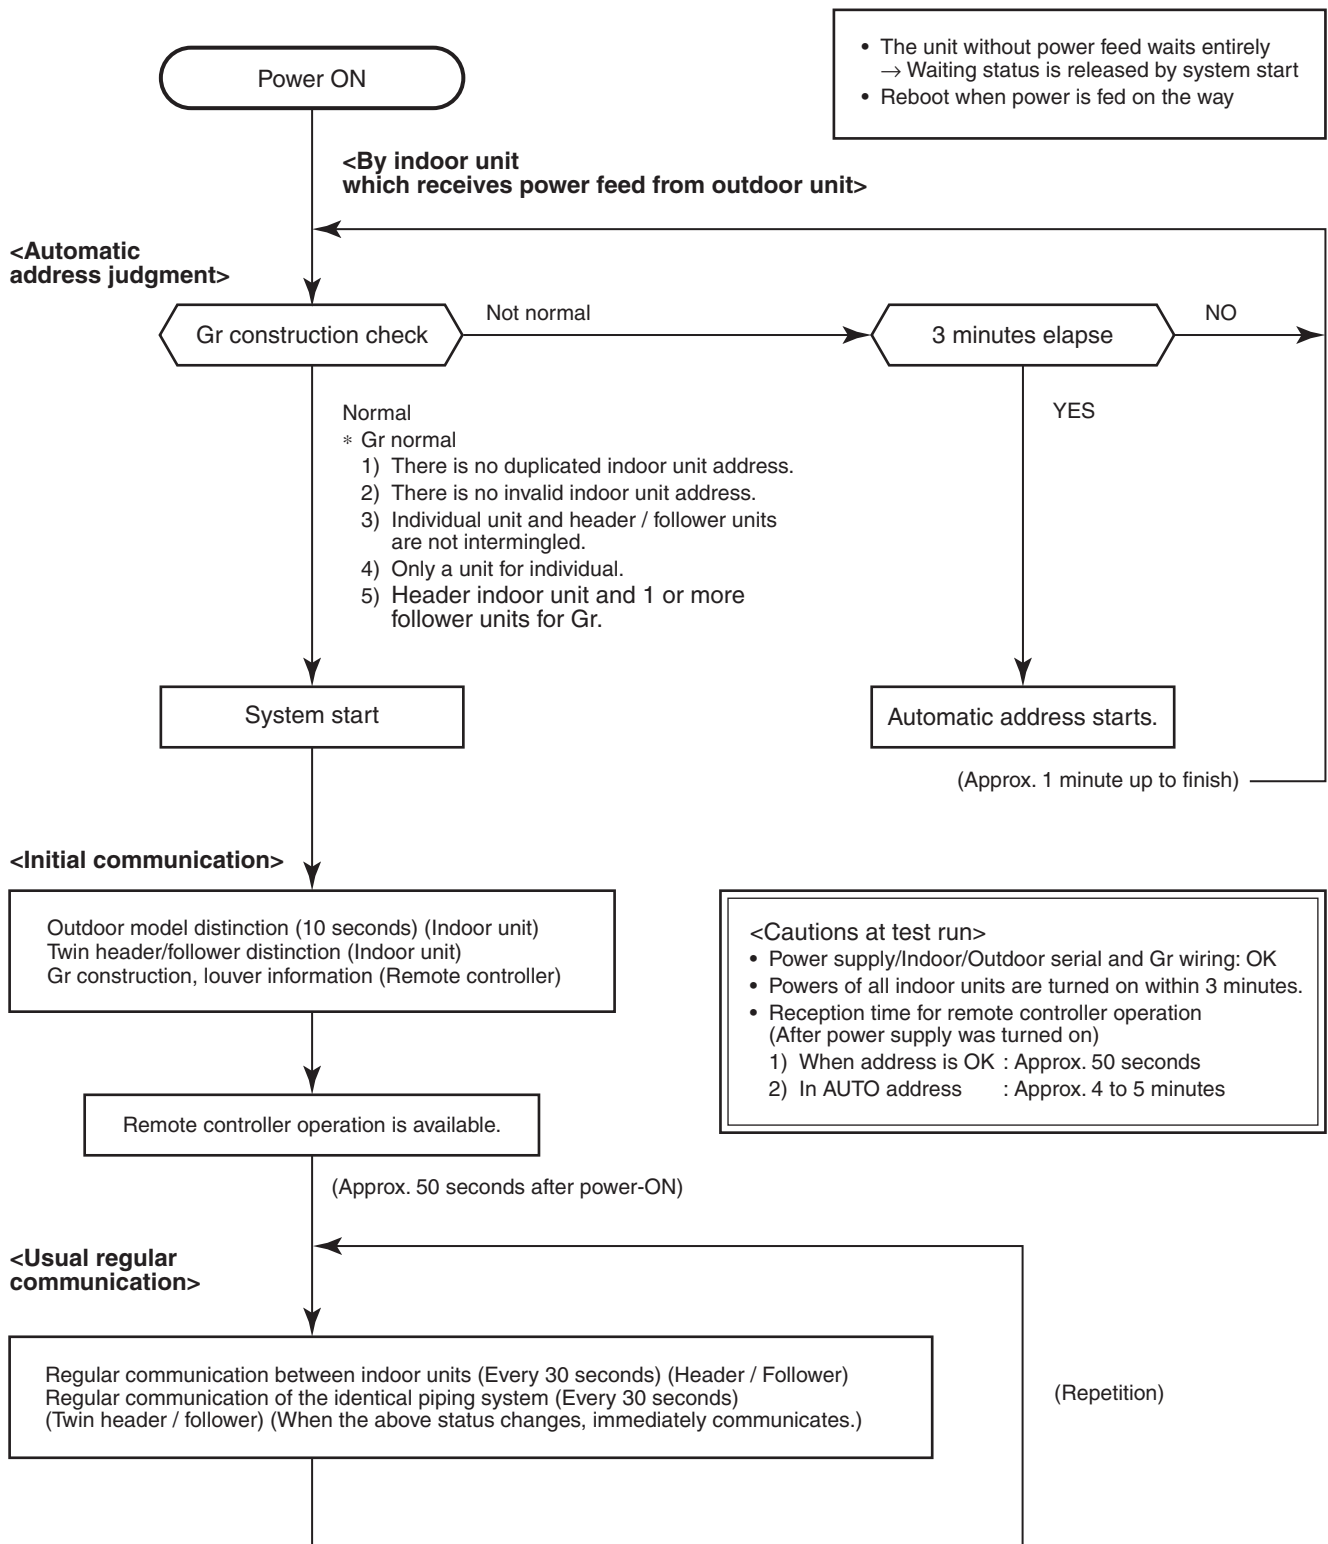 Power ON
• The unit without power feed waits entirely
→ Waiting status is released by system start
• Reboot when power is fed on the way
<By indoor unit
which receives power feed from outdoor unit>
<Automatic
address judgment>
Gr construction check
Not normal
3 minutes elapse
NO
Normal
* Gr normal
1) There is no duplicated indoor unit address.
2) There is no invalid indoor unit address.
3) Individual unit and header / follower units
are not intermingled.
4) Only a unit for individual.
5) Header indoor unit and 1 or more
follower units for Gr.
YES
System start
Automatic address starts.
(Approx. 1 minute up to finish)
<Initial communication>
Outdoor model distinction (10 seconds) (Indoor unit)
Twin header/follower distinction (Indoor unit)
Gr construction, louver information (Remote controller)
<Cautions at test run>
• Power supply/Indoor/Outdoor serial and Gr wiring: OK
• Powers of all indoor units are turned on within 3 minutes.
• Reception time for remote controller operation
(After power supply was turned on)
1) When address is OK : Approx. 50 seconds
2) In AUTO address : Approx. 4 to 5 minutes
Remote controller operation is available.
(Approx. 50 seconds after power-ON)
<Usual regular
communication>
Regular communication between indoor units (Every 30 seconds) (Header / Follower)
Regular communication of the identical piping system (Every 30 seconds)
(Twin header / follower) (When the above status changes, immediately communicates.)
(Repetition)